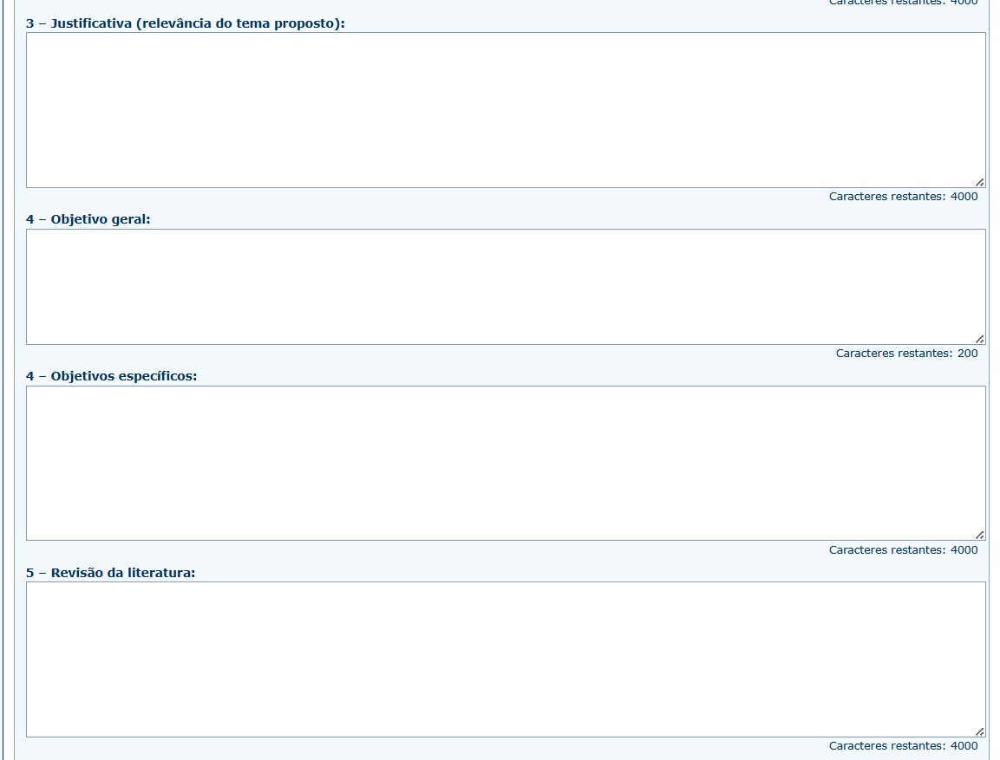 Caracteres restantes: 4000
3 – Justificativa (relevância do tema proposto):
Caracteres restantes: 4000
4 – Objetivo geral:
Caracteres restantes: 200
4 – Objetivos específicos:
Caracteres restantes: 4000
5 – Revisão da literatura:
Caracteres restantes: 4000